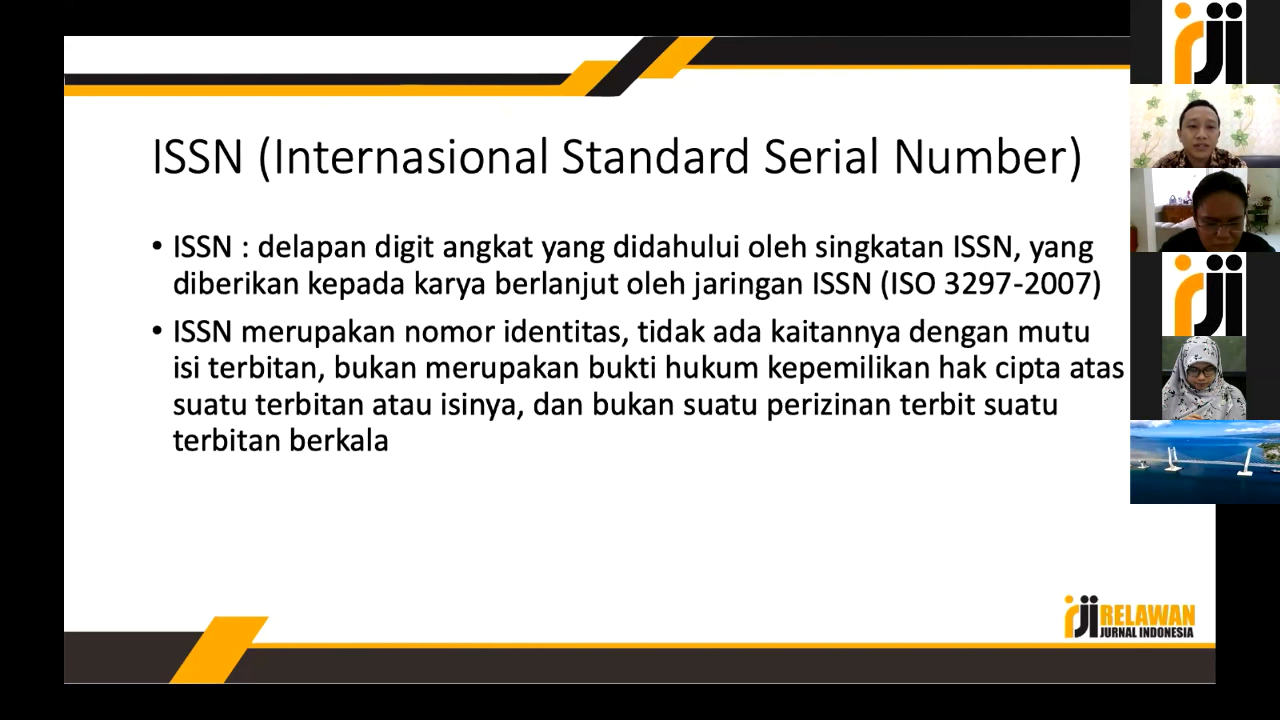 ISSN (Internasional Standard Serial Number)
• ISSN : delapan digit angkat yang didahului oleh singkatan ISSN, yang
diberikan kepada karya berlanjut oleh jaringan ISSN (ISO 3297-2007)
• ISSN merupakan nomor identitas, tidak ada kaitannya dengan mutu
isi terbitan, bukan merupakan bukti hukum kepemilikan hak cipta atas
suatu terbitan atau isinya, dan bukan suatu perizinan terbit suatu
terbitan berkala
rji RELAWAN
JURNAL INDONESIA
rji
rji